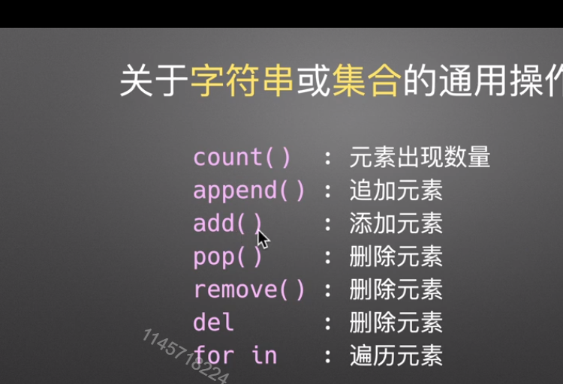 关于字符串或集合的通用操作
count() : 元素出现数量
append() : 追加元素
add() : 添加元素
pop() : 删除元素
remove() : 删除元素
del : 删除元素
for in : 遍历元素
1145718224